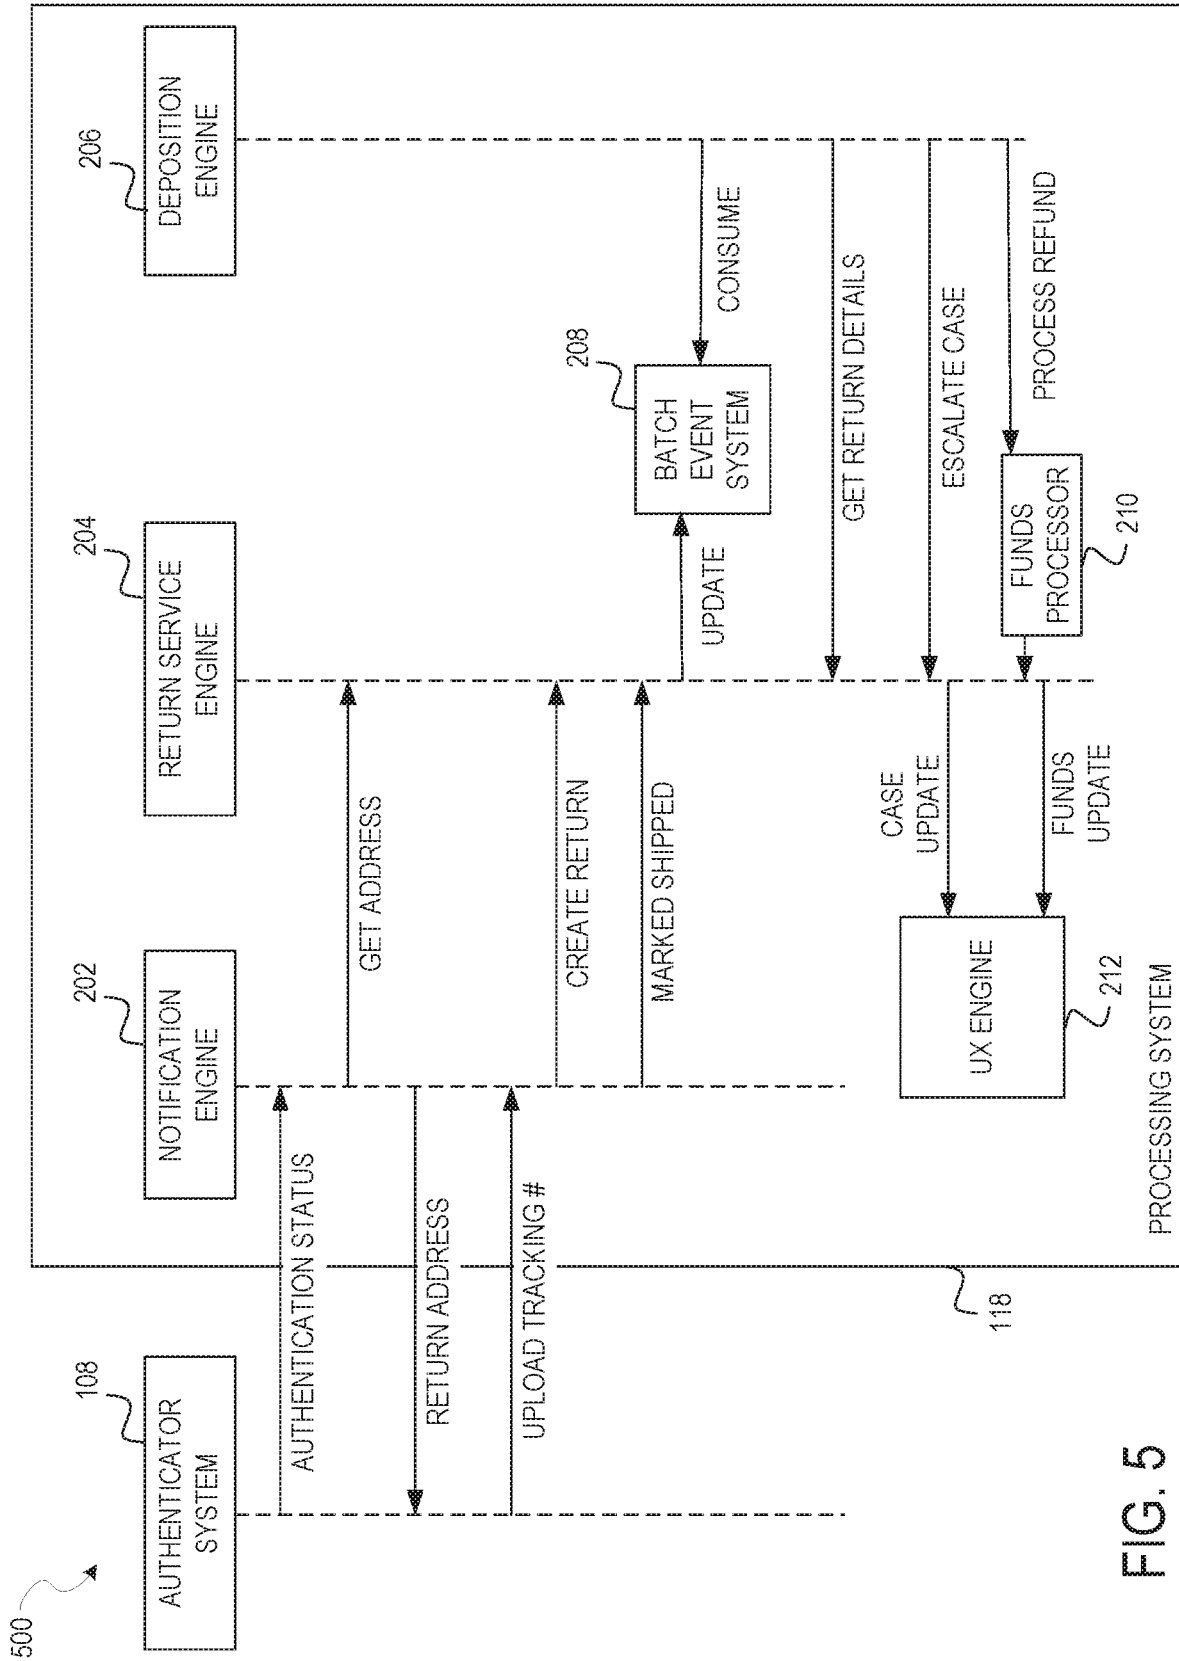 500
108
AUTHENTICATOR
SYSTEM
202
NOTIFICATION
ENGINE
204
RETURN SERVICE
ENGINE
206
DEPOSITION
ENGINE
AUTHENTICATION STATUS
GET ADDRESS
RETURN ADDRESS
UPLOAD TRACKING #
CREATE RETURN
MARKED SHIPPED
UPDATE
208
BATCH
EVENT
SYSTEM
CONSUME
GET RETURN DETAILS
ESCALATE CASE
CASE
UPDATE
PROCESS REFUND
FUNDS
PROCESSOR
210
FUNDS
UPDATE
UX ENGINE
212
118
PROCESSING SYSTEM
FIG. 5